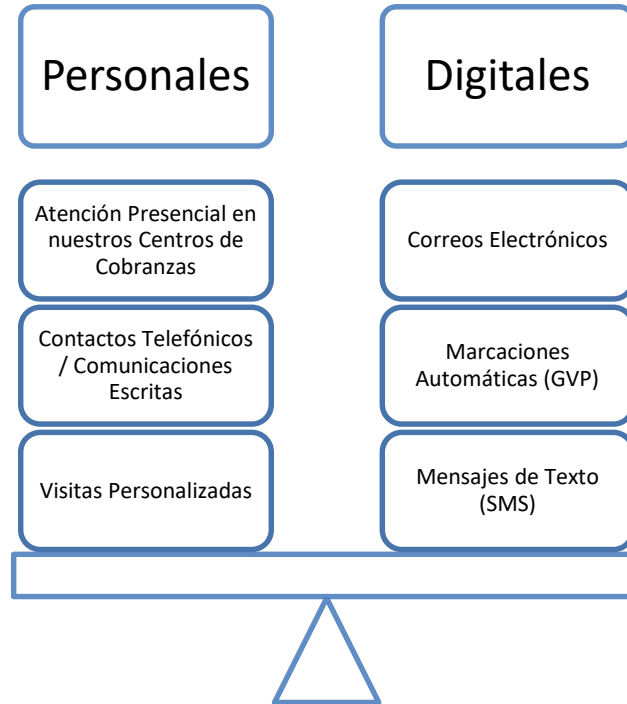 Personales
Digitales
Atención Presencial en
nuestros Centros de
Cobranzas
Correos Electrónicos
Contactos Telefónicos
/ Comunicaciones
Escritas
Marcaciones
Automáticas (GVP)
Visitas Personalizadas
Mensajes de Texto
(SMS)